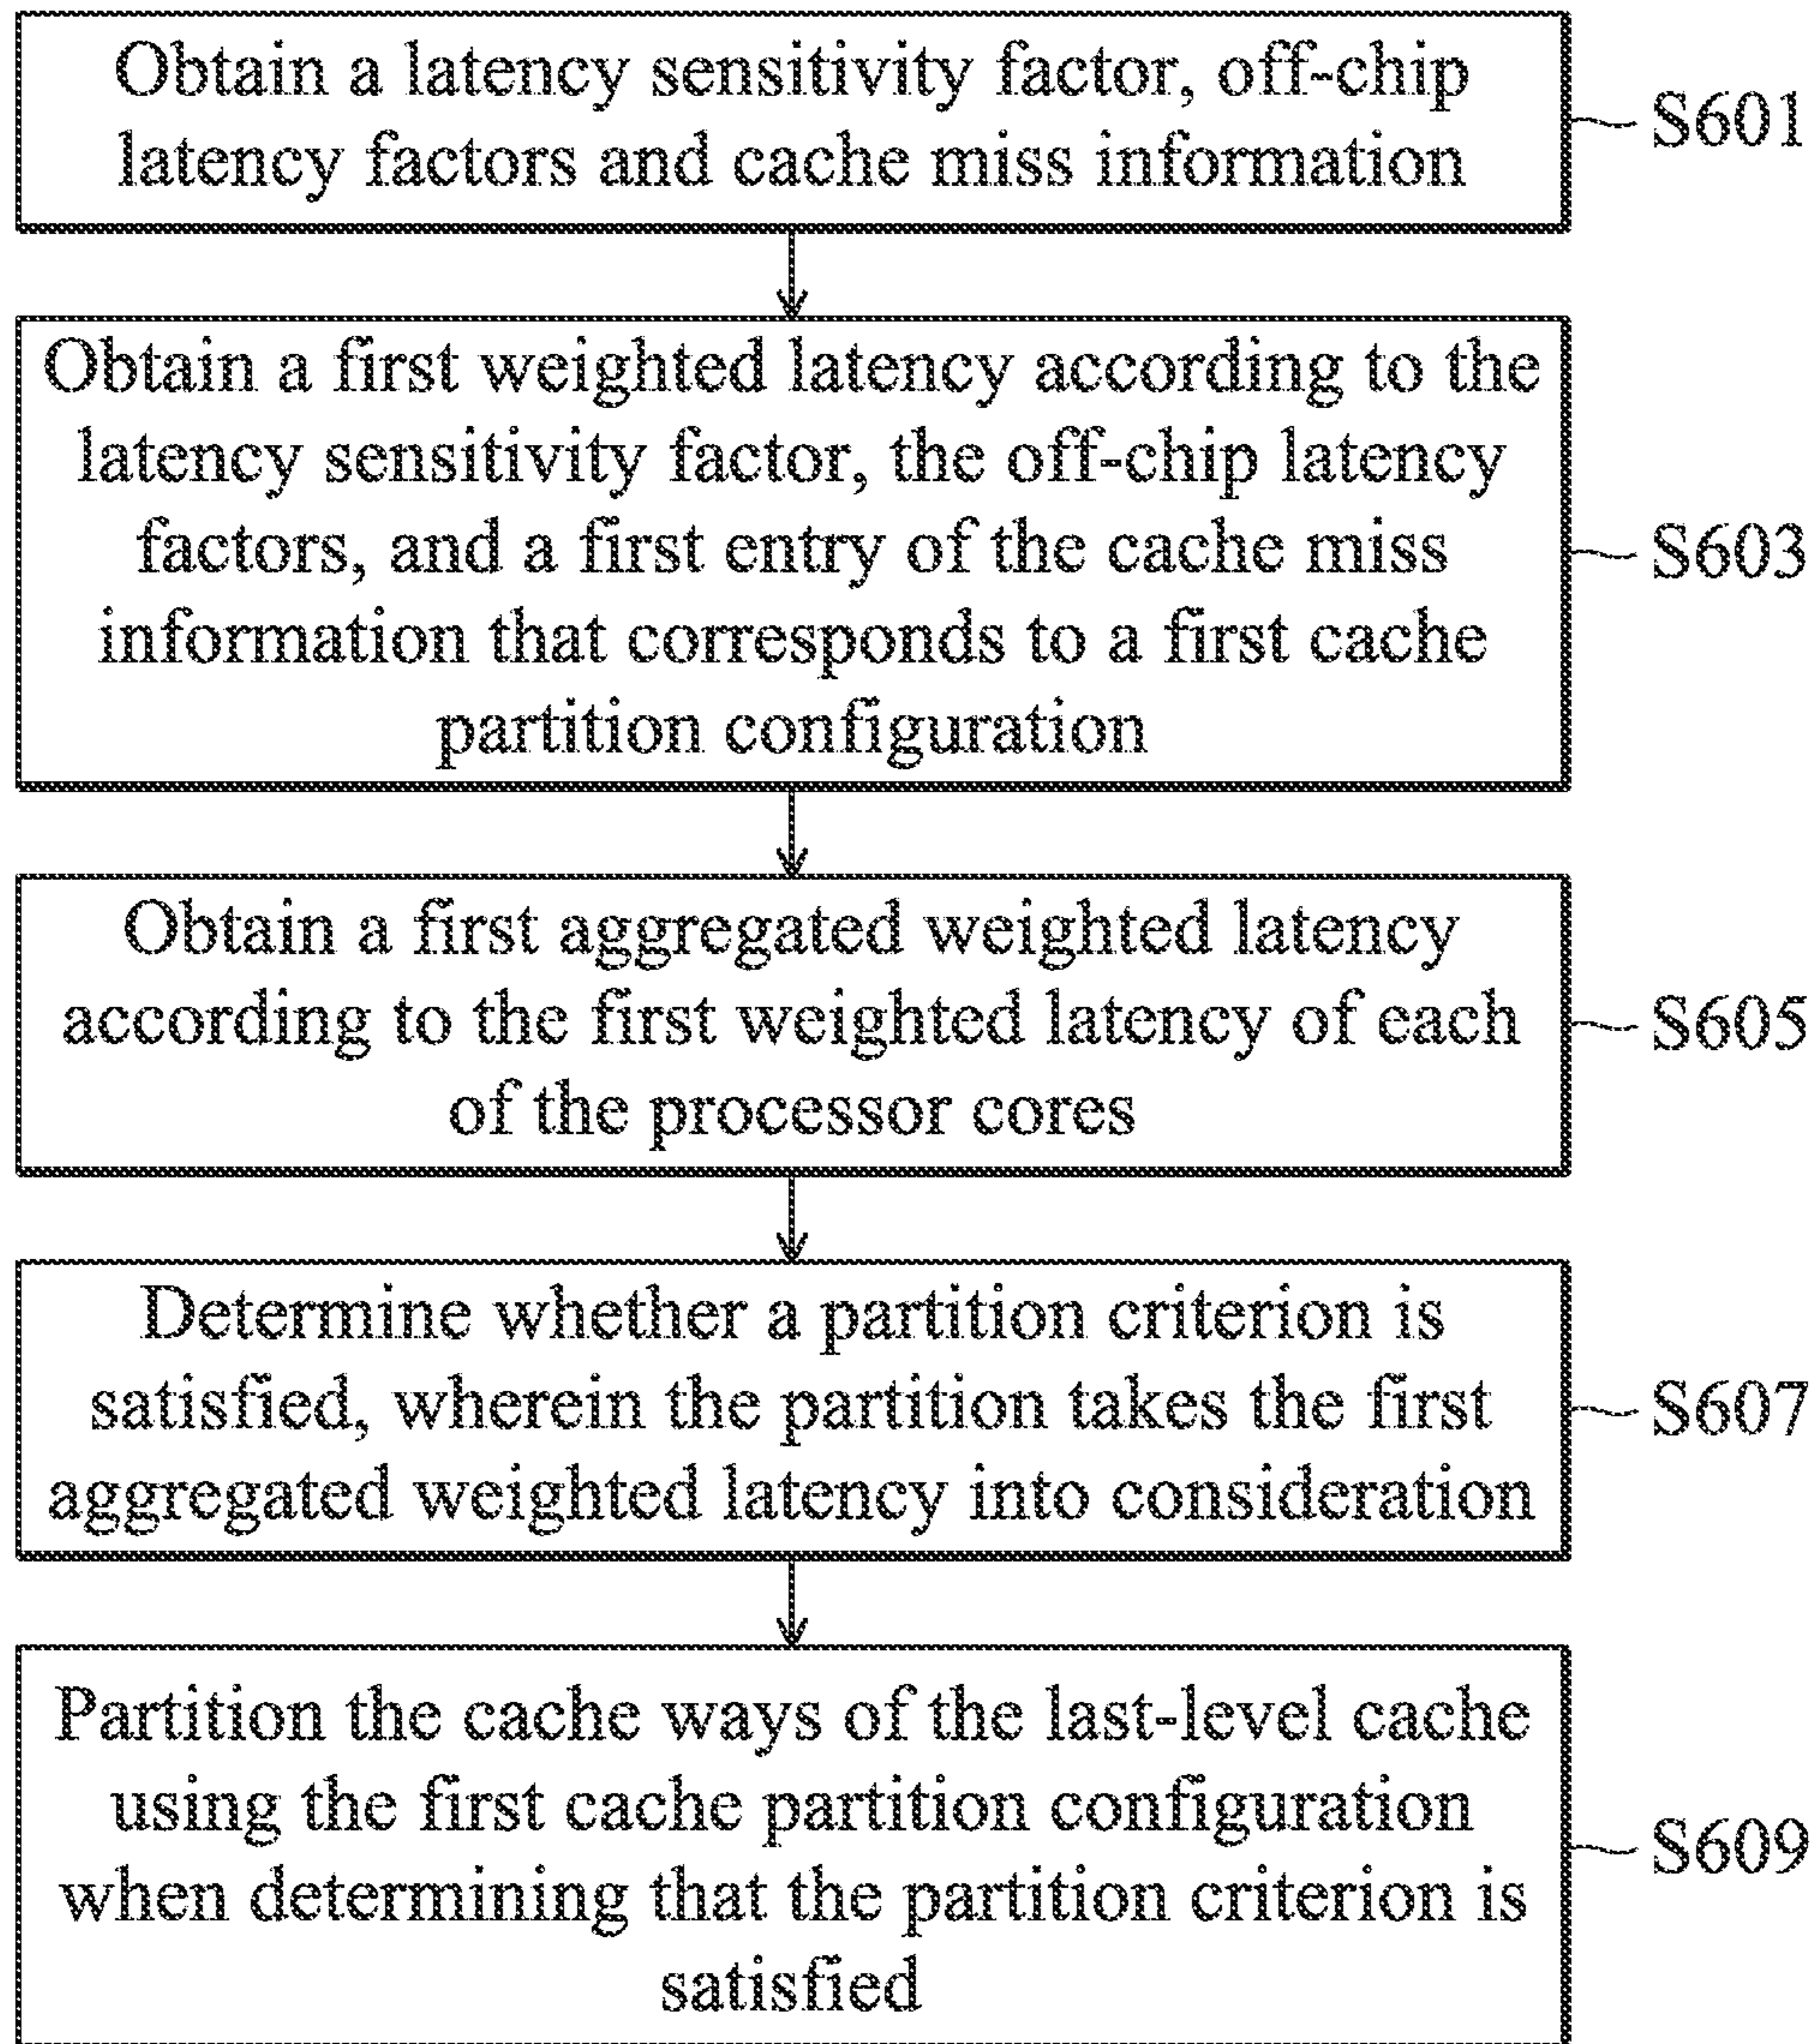 Obtain a latency sensitivity factor, off-chip
latency factors and cache miss information
S601
Obtain a first weighted latency according to the
latency sensitivity factor, the off-chip latency
factors, and a first entry of the cache miss
information that corresponds to a first cache
partition configuration
S603
Obtain a first aggregated weighted latency
according to the first weighted latency of each
of the processor cores
S605
Determine whether a partition criterion is
satisfied, wherein the partition takes the first
aggregated weighted latency into consideration
S607
Partition the cache ways of the last-level cache
using the first cache partition configuration
when determining that the partition criterion is
satisfied
S609